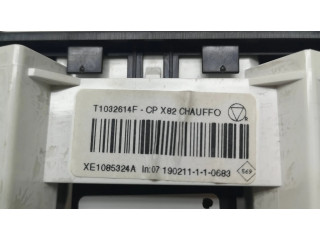 T1032614F - CP X82 CHAUFFO
XE1085324A In:07 190211-1-1-0683